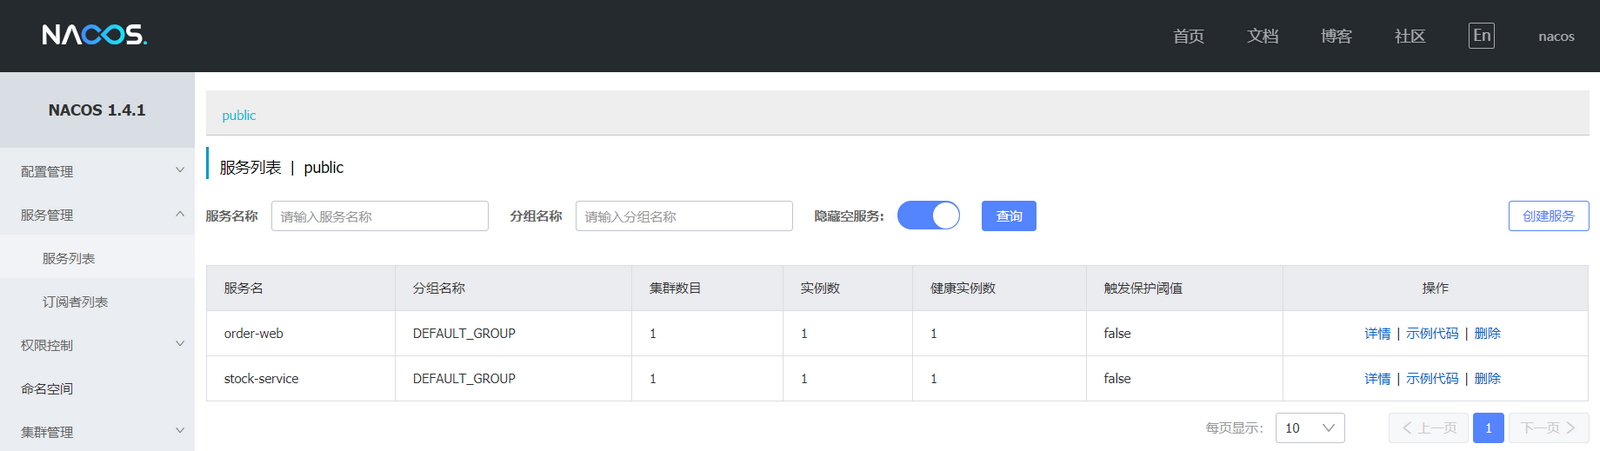 NACOS.
首页 文档 博客 社区 En nacos
NACOS 1.4.1
配置管理
服务管理
服务列表
订阅者列表
权限控制
命名空间
集群管理
public
服务列表 | public
服务名称 请输入服务名称 分组名称 请输入分组名称 隐藏空服务: 查询 创建服务
服务名 分组名称 集群数目 实例数 健康实例数 触发保护阈值 操作
order-web DEFAULT_GROUP 1 1 1 false 详情 | 示例代码 | 删除
stock-service DEFAULT_GROUP 1 1 1 false 详情 | 示例代码 | 删除
每页显示: 10 上一页 1 下一页